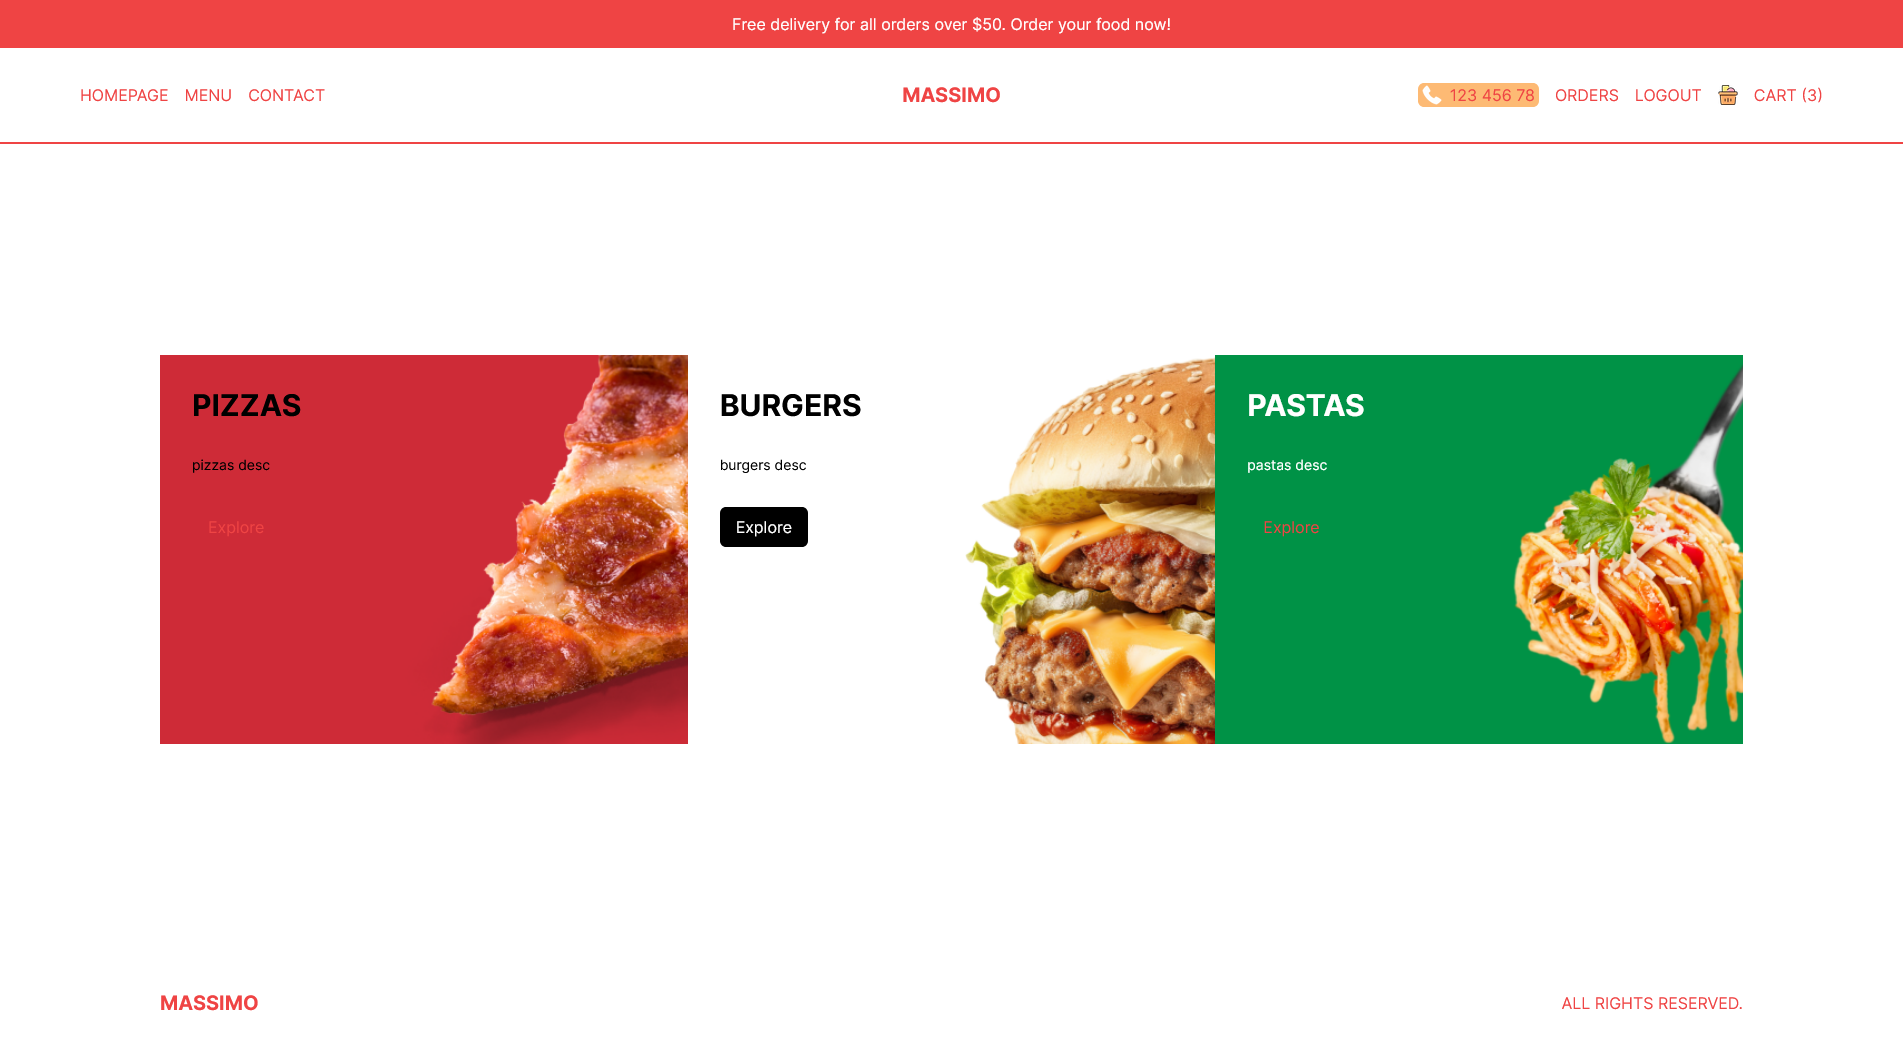 Free delivery for all orders over $50. Order your food now!
HOMEPAGE MENU CONTACT
MASSIMO
123 456 78 ORDERS LOGOUT CART (3)
PIZZAS
pizzas desc
Explore
BURGERS
burgers desc
Explore
PASTAS
pastas desc
Explore
MASSIMO
ALL RIGHTS RESERVED.